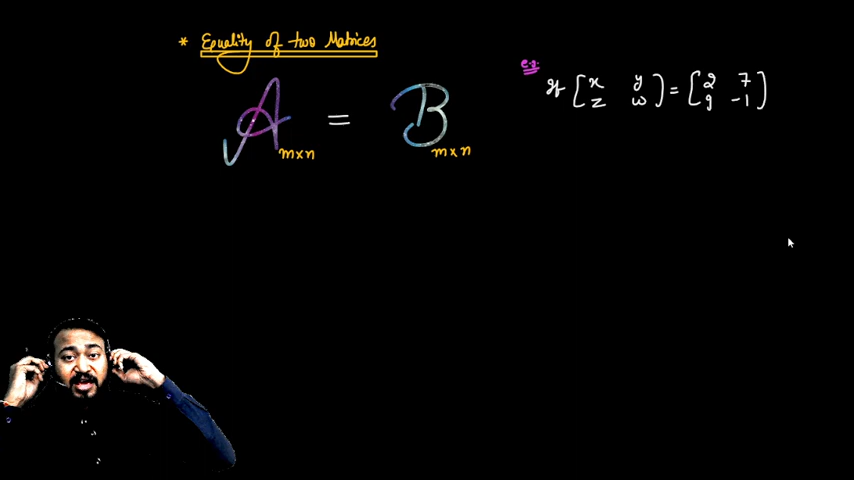 * Equality of two Matrices
A m×n = B m×n
e.g.
If [x y] = [2 7]
[z w] [9 -1]